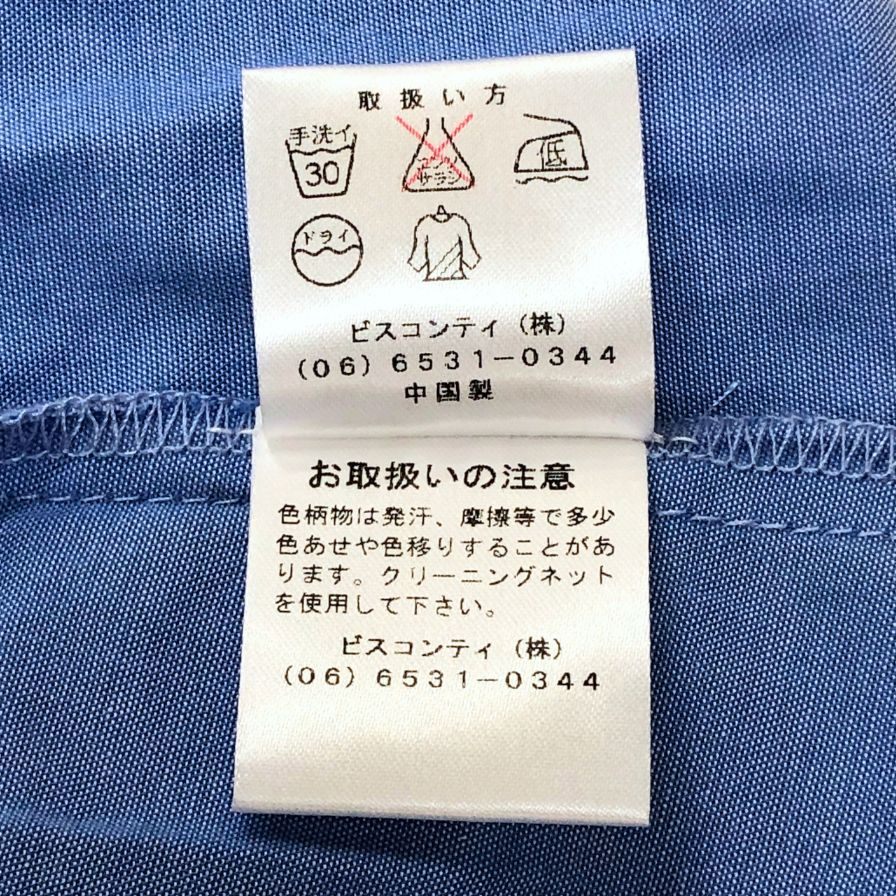 取扱い方
手洗イ
30
エンソ
サラシ
低
ドライ
ビスコンティ(株)
(06)6531-0344
中国製
お取扱いの注意
色柄物は発汗、摩擦等で多少
色あせや色移りすることがあ
ります。クリーニングネット
を使用して下さい。
ビスコンティ(株)
(06)6531-0344